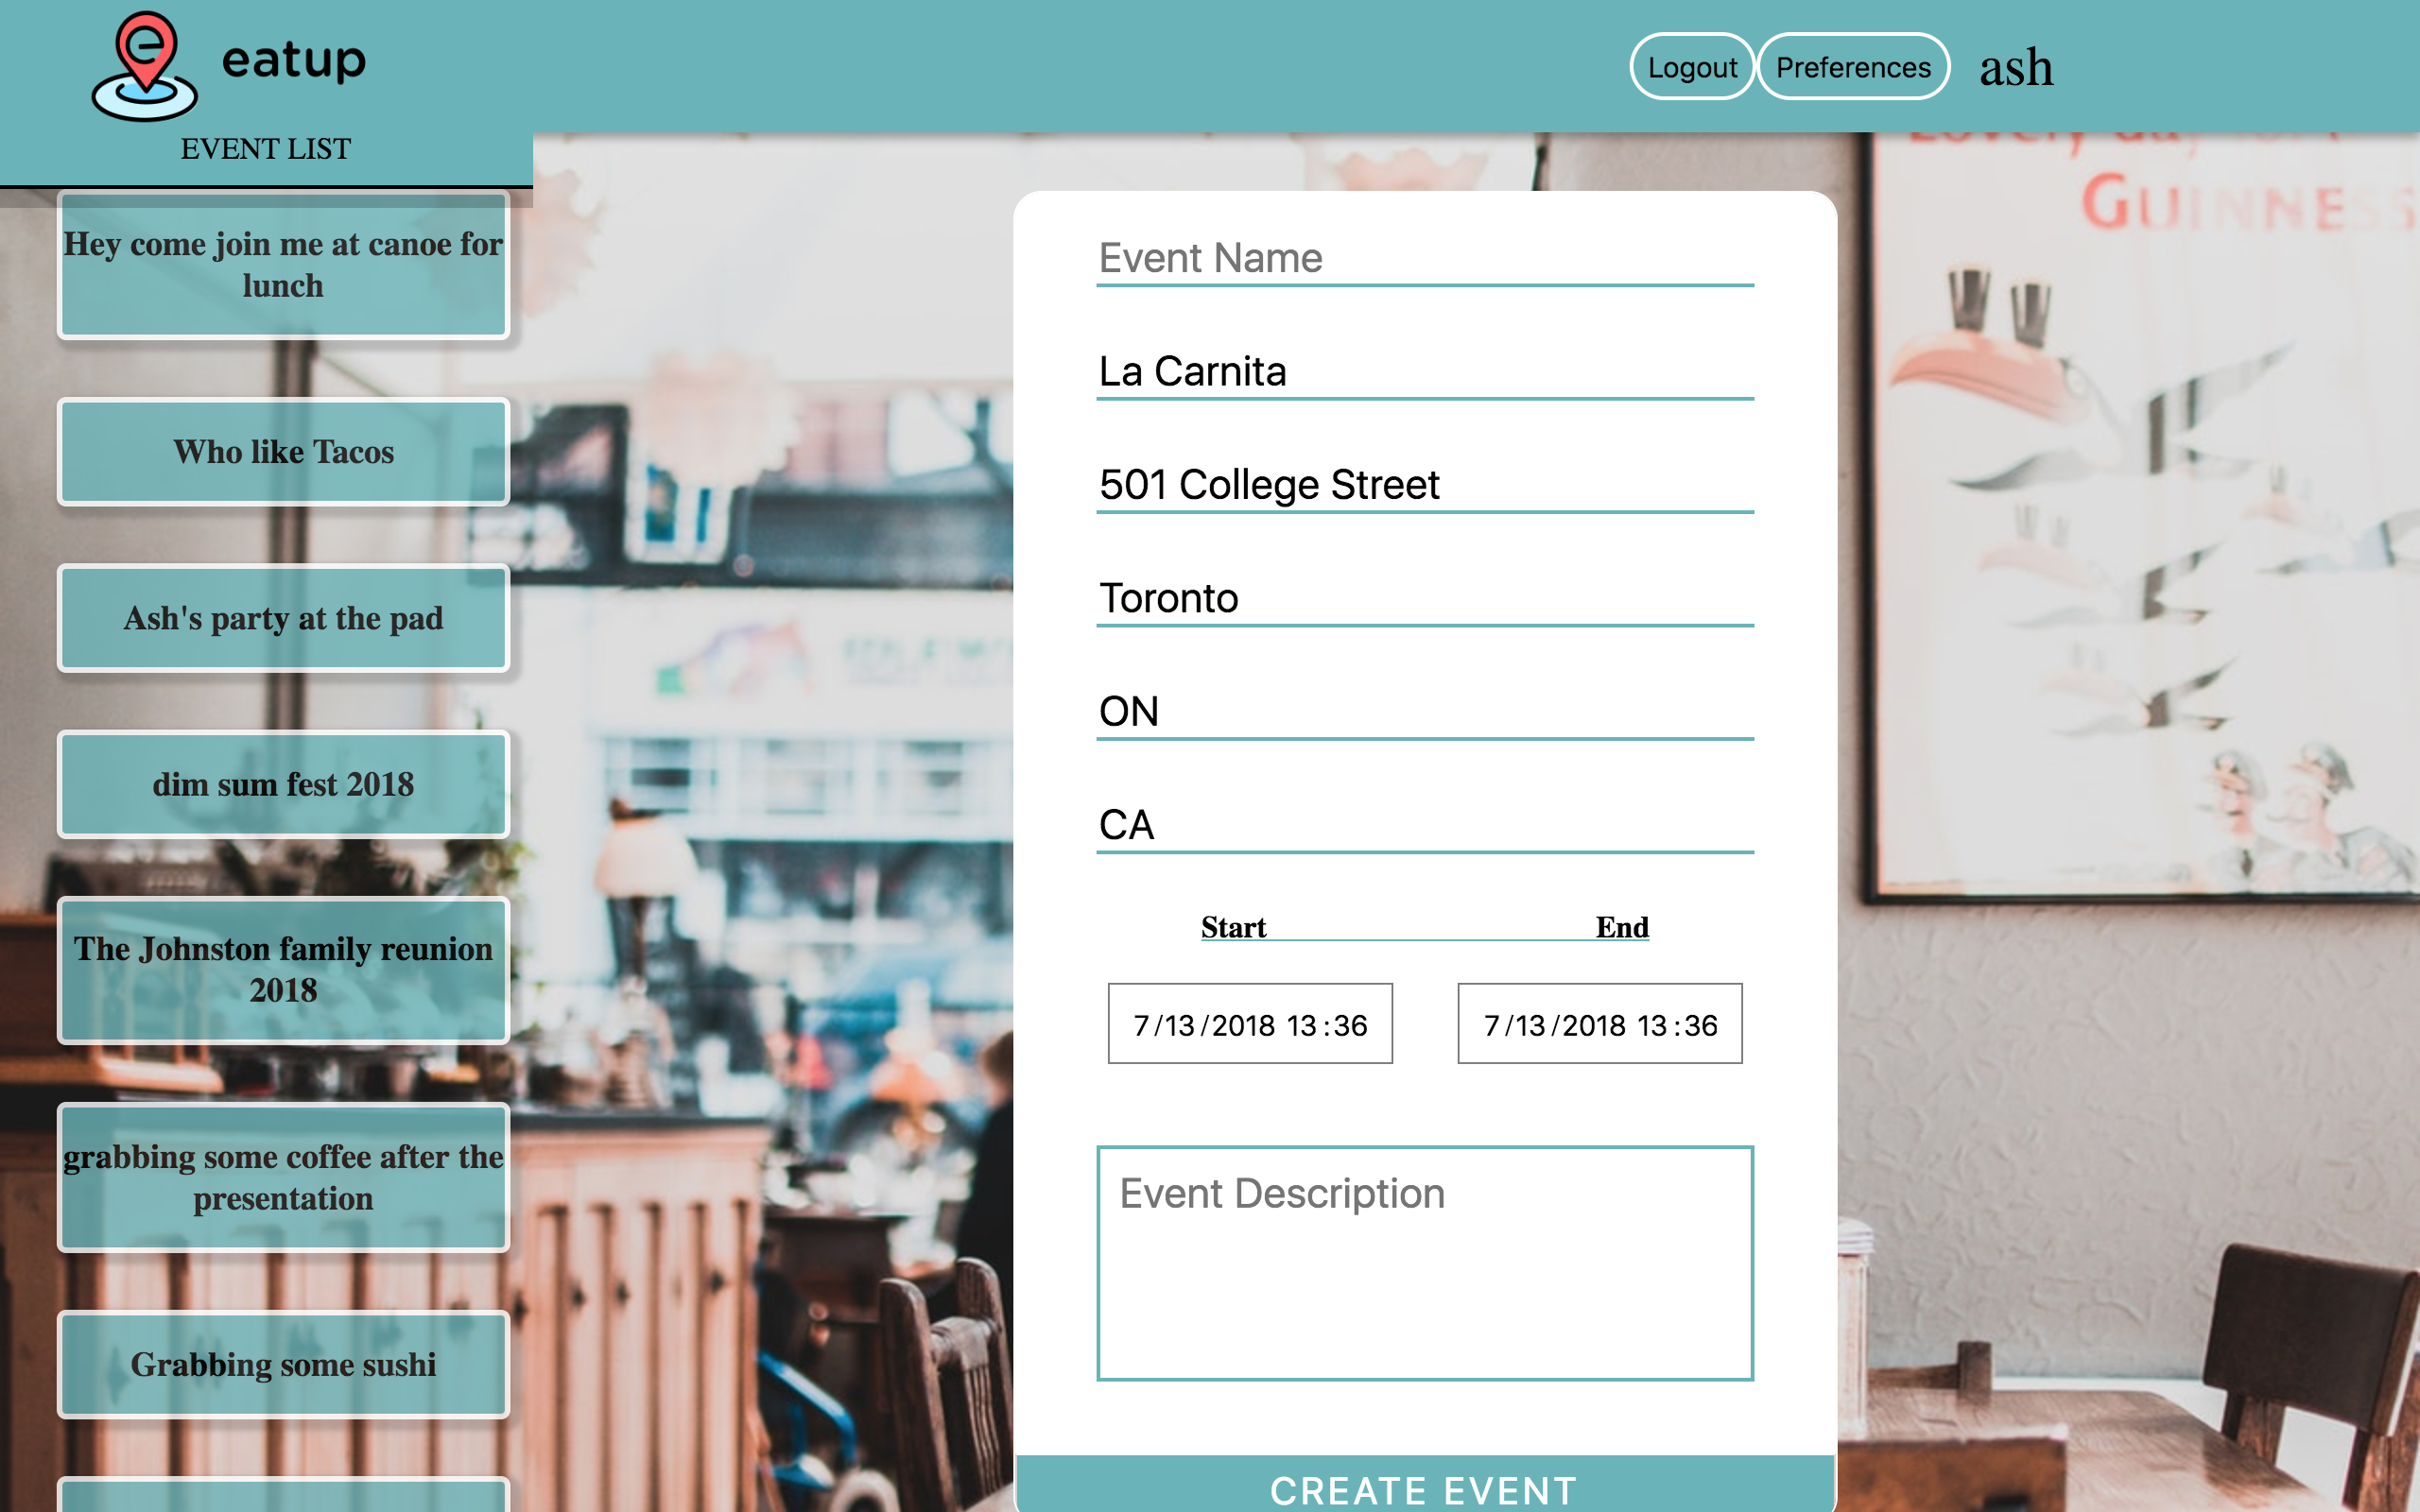 eatup
Logout
Preferences
ash
EVENT LIST
Hey come join me at canoe for
lunch
Who like Tacos
Ash's party at the pad
dim sum fest 2018
The Johnston family reunion
2018
grabbing some coffee after the
presentation
Grabbing some sushi
GUINNESS
Event Name
La Carnita
501 College Street
Toronto
ON
CA
Start End
7/13/2018 13:36 7/13/2018 13:36
Event Description
CREATE EVENT